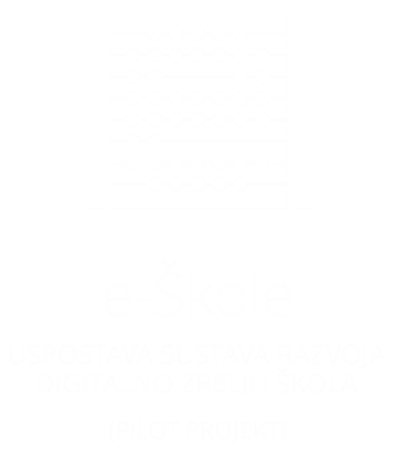 e-Škole
USPOSTAVA SUSTAVA RAZVOJA
DIGITALNO ZRELIH ŠKOLA
(PILOT PROJEKT)